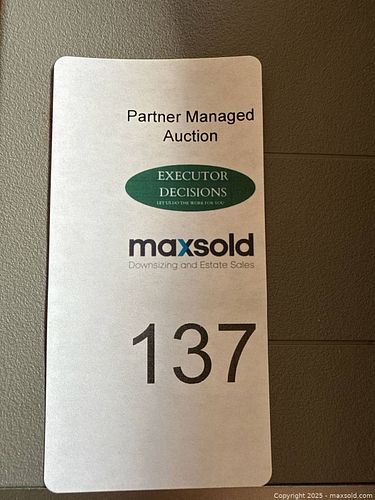 Partner Managed
Auction
EXECUTOR
DECISIONS
LET US DO THE WORK FOR YOU
maxsold
Downsizing and Estate Sales
137
Copyright © 2025 - maxsold.com